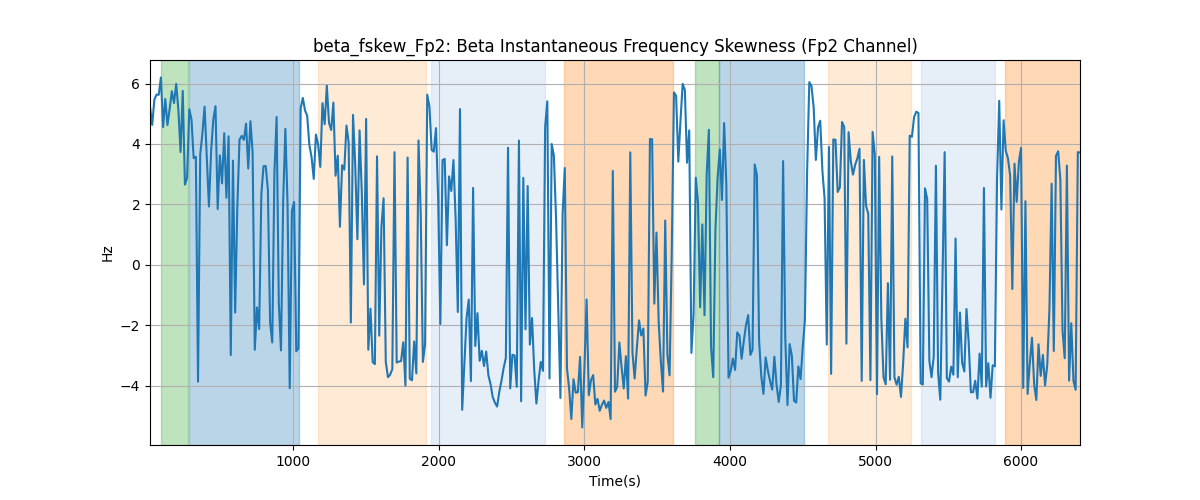 beta_fskew_Fp2: Beta Instantaneous Frequency Skewness (Fp2 Channel)
6
4
2
0
−2
−4
Hz
1000 2000 3000 4000 5000 6000
Time(s)